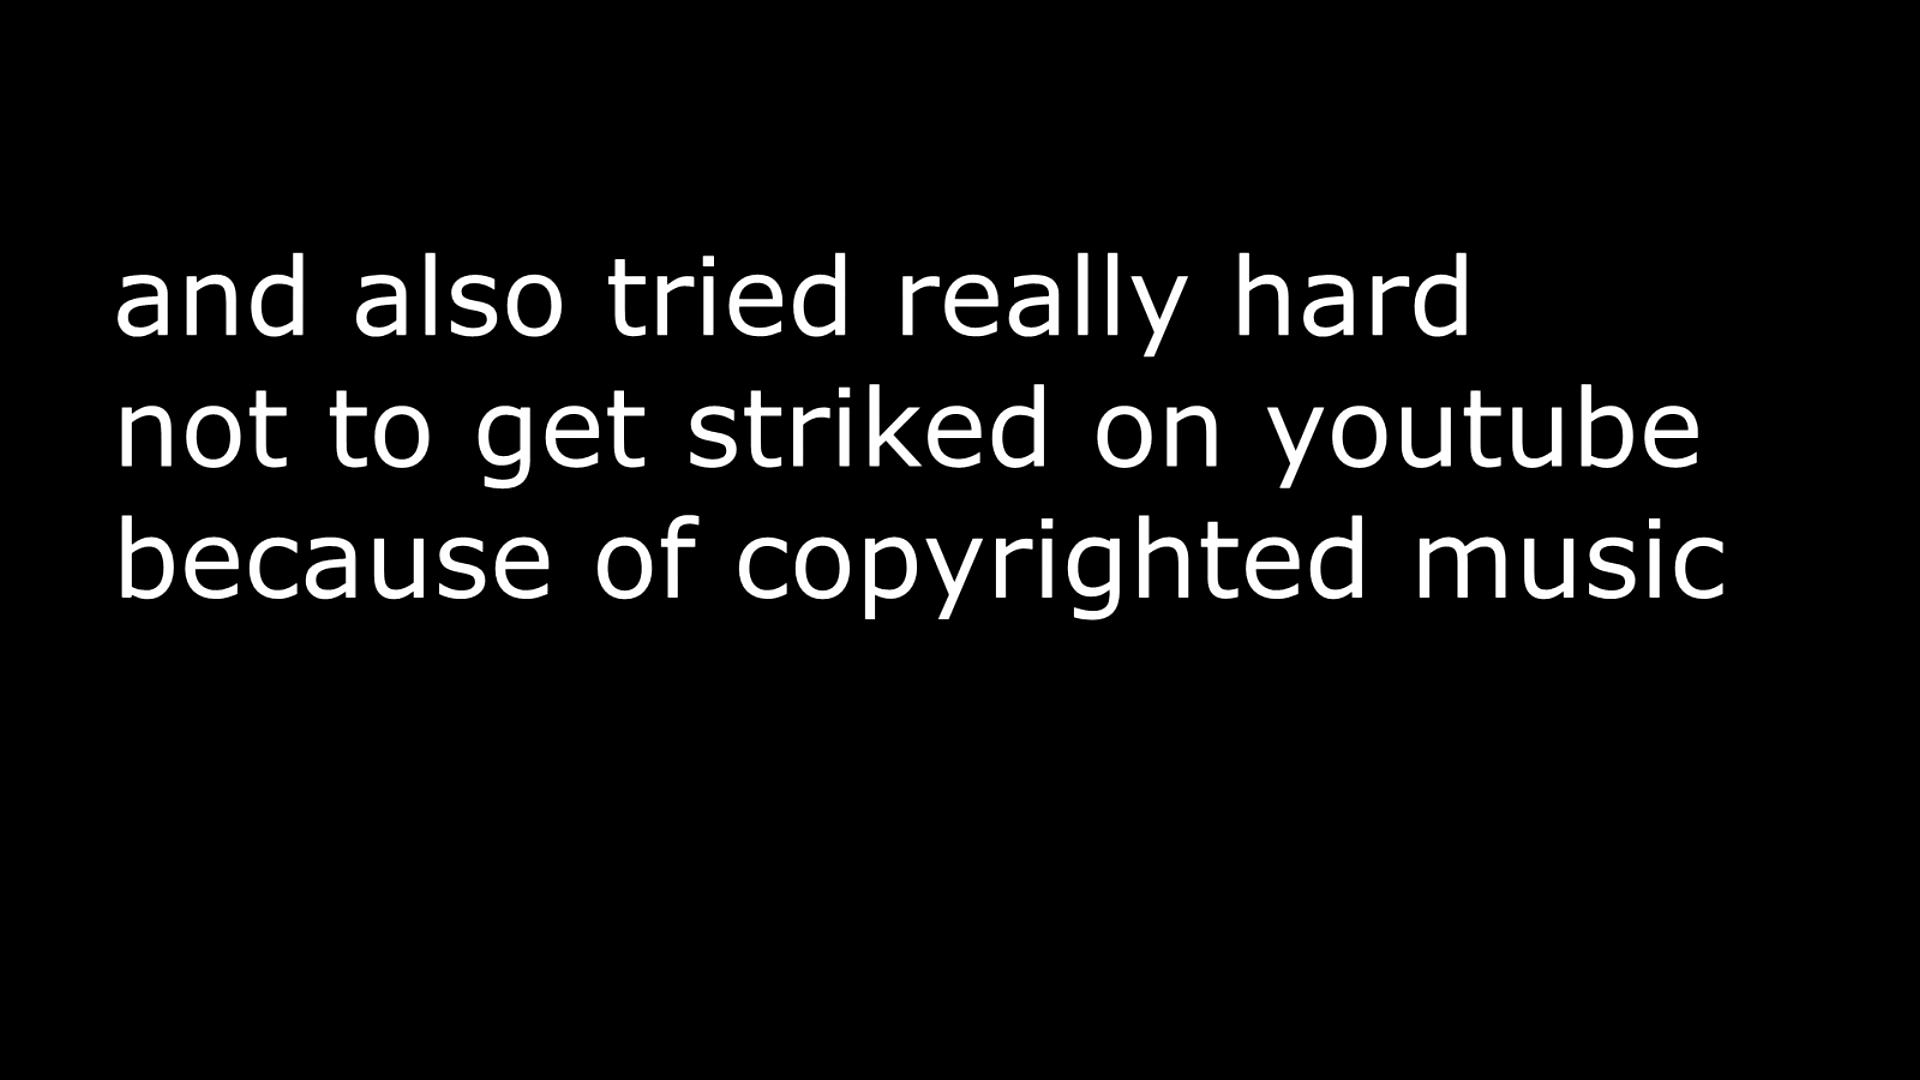 and also tried really hard
not to get striked on youtube
because of copyrighted music